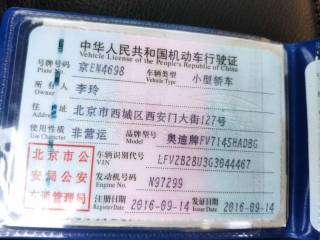 中华人民共和国机动车行驶证
Vehicle License of the People's Republic of China
号牌号码 京EN4698 车辆类型 小型轿车
Plate No. Vehicle Type
所有人 李玲
Owner
住址 北京市西城区西安门大街127号
Address
使用性质 非营运 品牌型号 奥迪牌FV7145HADBG
Use Character Model
北京市公 车辆识别代号 LFV2B28U3G3044467
安局公安 VIN
交通管理局 发动机号码 N97299
Engine No.
注册日期 2016-09-14 发证日期 2016-09-14
Register Date Issue Date